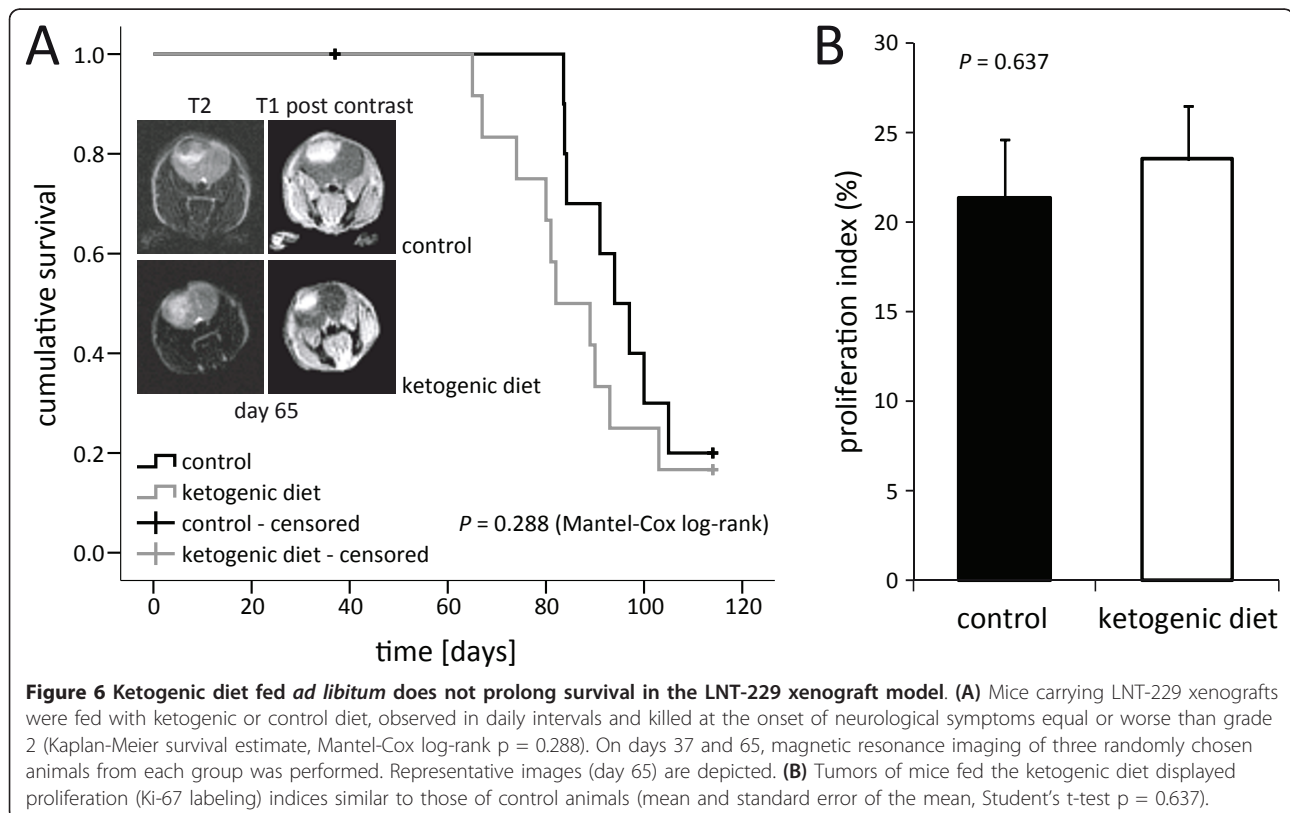 A
1.0
0.8
0.6
0.4
0.2
0.0
cumulative survival
T2
T1 post contrast
control
ketogenic diet
day 65
control
ketogenic diet
control - censored
ketogenic diet - censored
P = 0.288 (Mantel-Cox log-rank)
0
20
40
60
80
100
120
time [days]
B
30
25
20
15
10
5
0
proliferation index (%)
P = 0.637
control
ketogenic diet
Figure 6 Ketogenic diet fed ad libitum does not prolong survival in the LNT-229 xenograft model. (A) Mice carrying LNT-229 xenografts
were fed with ketogenic or control diet, observed in daily intervals and killed at the onset of neurological symptoms equal or worse than grade
2 (Kaplan-Meier survival estimate, Mantel-Cox log-rank p = 0.288). On days 37 and 65, magnetic resonance imaging of three randomly chosen
animals from each group was performed. Representative images (day 65) are depicted. (B) Tumors of mice fed the ketogenic diet displayed
proliferation (Ki-67 labeling) indices similar to those of control animals (mean and standard error of the mean, Student's t-test p = 0.637).